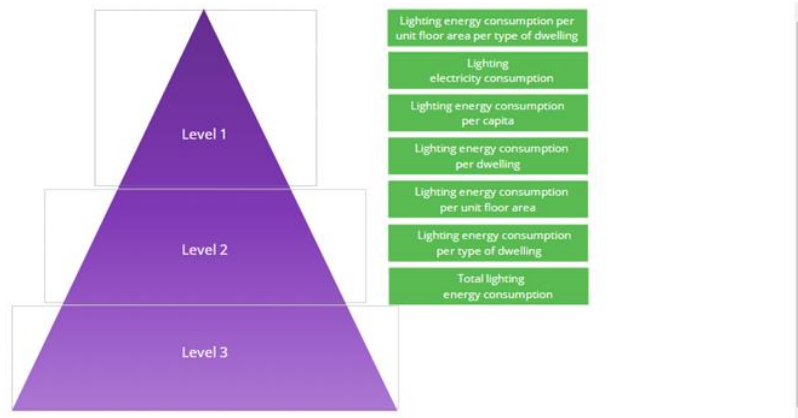 Level 1
Level 2
Level 3
Lighting energy consumption per
unit floor area per type of dwelling
Lighting
electricity consumption
Lighting energy consumption
per capita
Lighting energy consumption
per dwelling
Lighting energy consumption
per unit floor area
Lighting energy consumption
per type of dwelling
Total lighting
energy consumption